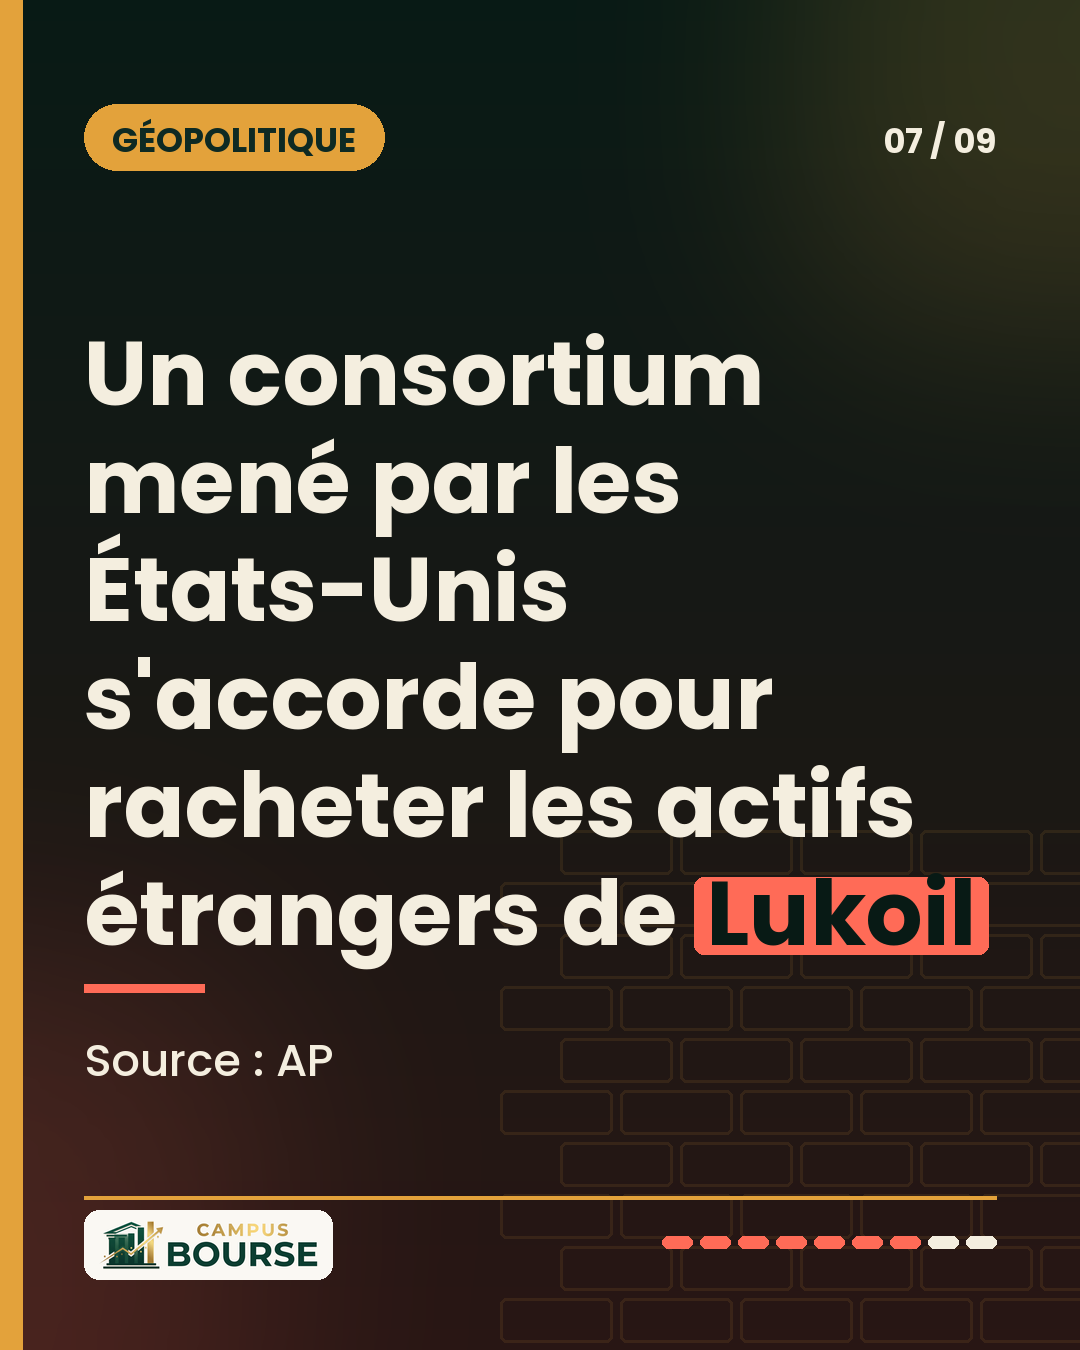 GÉOPOLITIQUE
07 / 09
Un consortium
mené par les
États-Unis
s'accorde pour
racheter les actifs
étrangers de Lukoil
Source : AP
CAMPUS
BOURSE